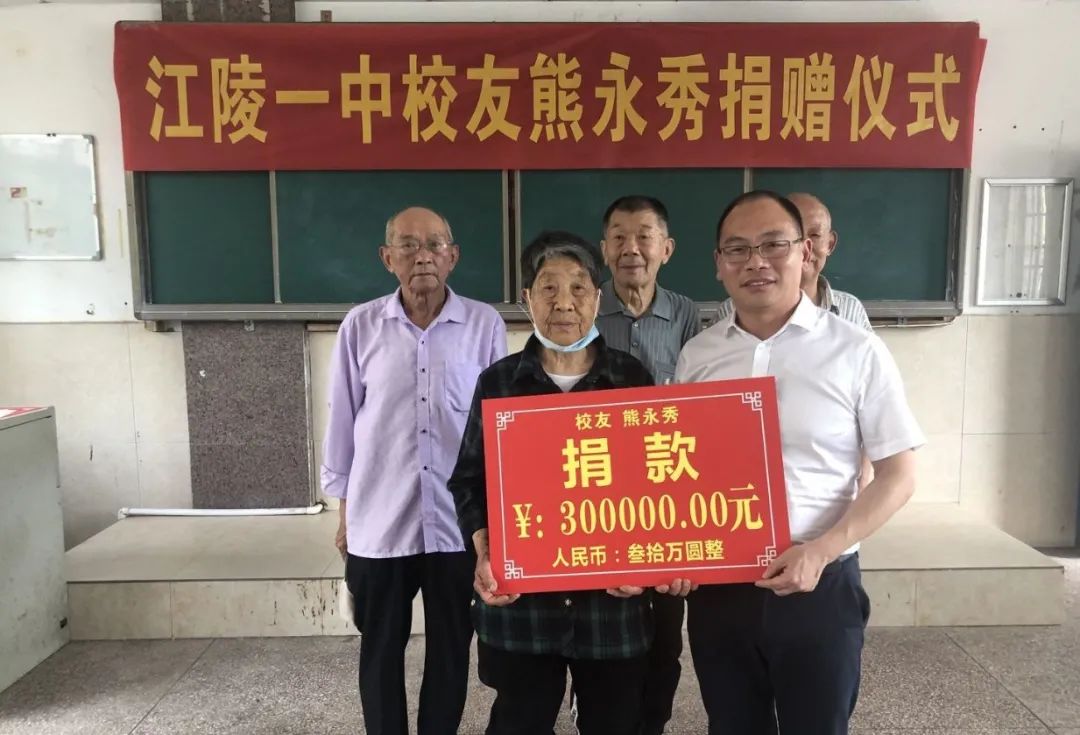 江陵一中校友熊永秀捐赠仪式
校友 熊永秀
捐 款
¥: 300000.00元
人民币：叁拾万圆整